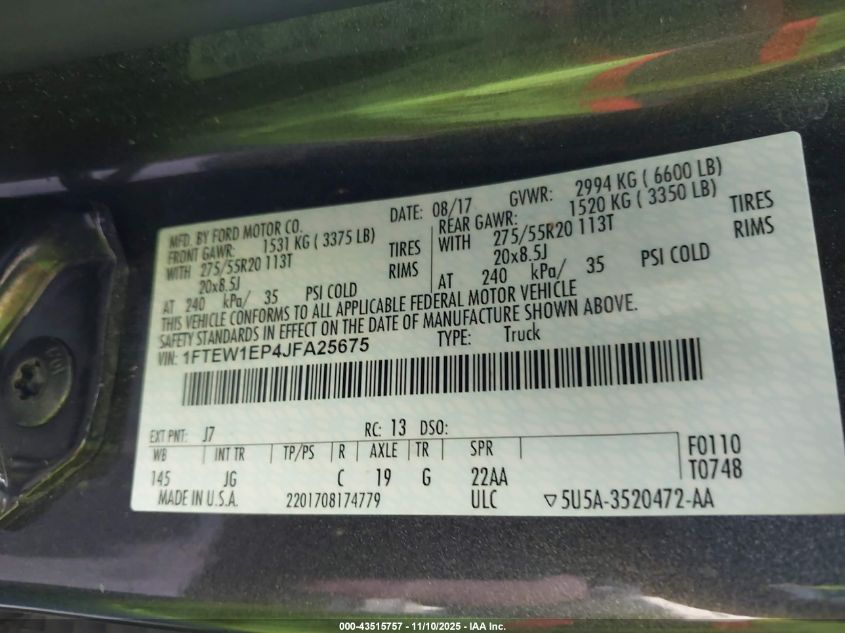 MFD. BY FORD MOTOR CO. DATE: 08/17 GVWR: 2994 KG ( 6600 LB)
FRONT GAWR: 1531 KG ( 3375 LB) REAR GAWR: 1520 KG ( 3350 LB)
WITH 275/55R20 113T TIRES WITH 275/55R20 113T TIRES
20x8.5J RIMS 20x8.5J RIMS
AT 240 kPa/ 35 PSI COLD AT 240 kPa/ 35 PSI COLD
THIS VEHICLE CONFORMS TO ALL APPLICABLE FEDERAL MOTOR VEHICLE
SAFETY STANDARDS IN EFFECT ON THE DATE OF MANUFACTURE SHOWN ABOVE.
VIN: 1FTEW1EP4JFA25675 TYPE: Truck
EXT PNT: J7 RC: 13 DSO:
WB INT TR TP/PS R AXLE TR SPR F0110
145 JG C 19 G 22AA T0748
MADE IN U.S.A. 2201708174779 ULC ▽5U5A-3520472-AA
000-43515757 - 11/10/2025 - IAA Inc.